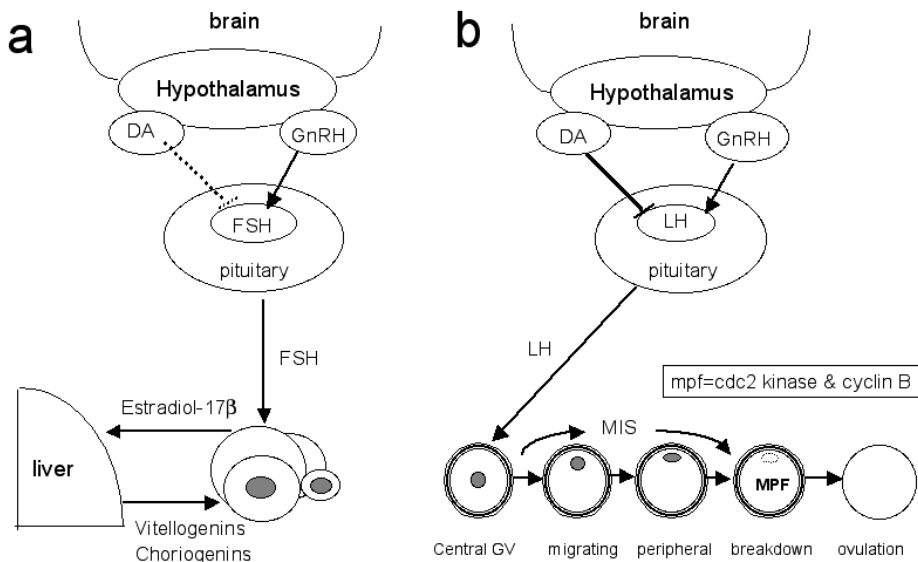 a
brain
Hypothalamus
DA
GnRH
FSH
pituitary
FSH
Estradiol-17β
liver
Vitellogenins
Choriogenins
b
brain
Hypothalamus
DA
GnRH
LH
pituitary
LH
mpf=cdc2 kinase & cyclin B
MIS
MPF
Central GV migrating peripheral breakdown ovulation